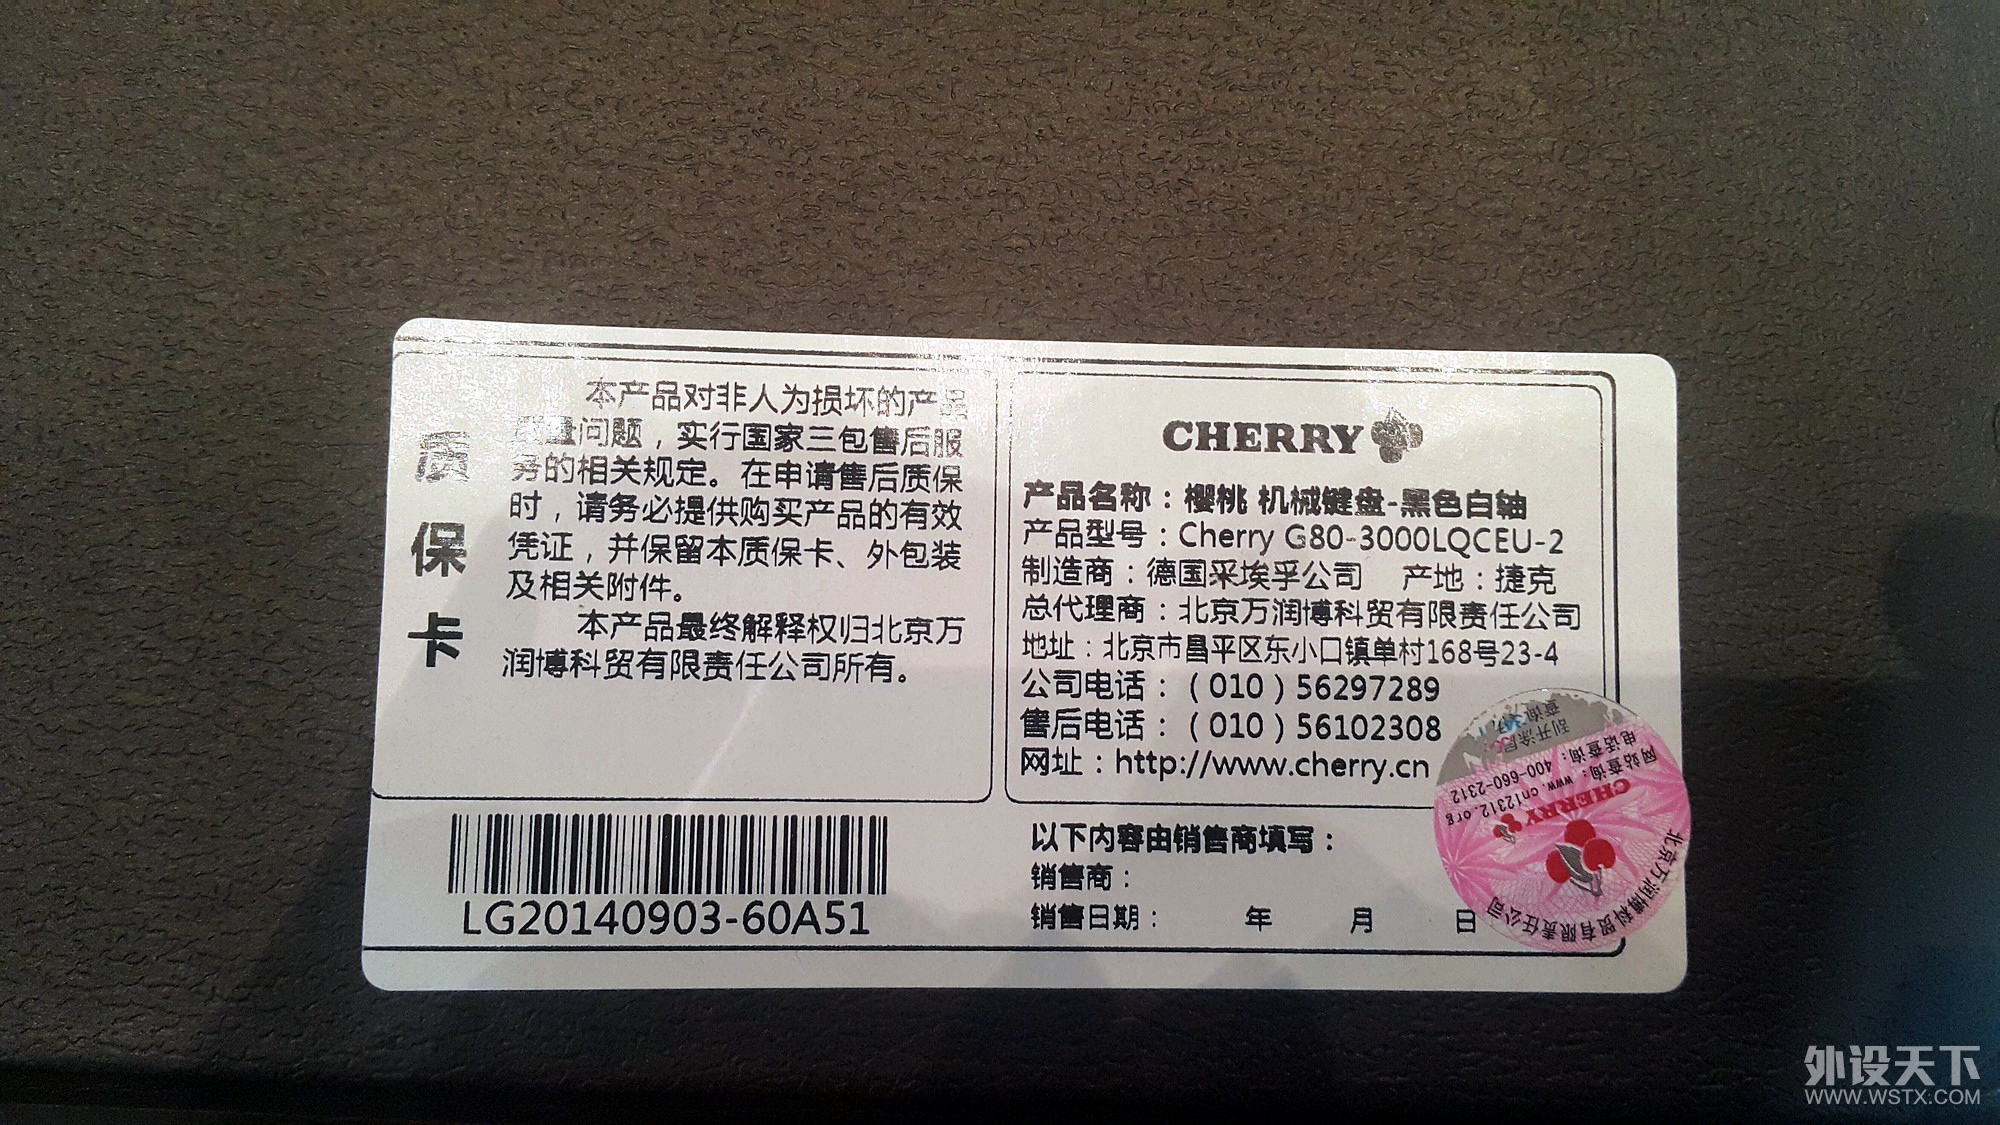 质
保
卡
本产品对非人为损坏的产品
质量问题，实行国家三包售后服
务的相关规定。在申请售后质保
时，请务必提供购买产品的有效
凭证，并保留本质保卡、外包装
及相关附件。
本产品最终解释权归北京万
润博科贸有限责任公司所有。
LG20140903-60A51
CHERRY
产品名称：樱桃 机械键盘-黑色白轴
产品型号：Cherry G80-3000LQCEU-2
制造商：德国采埃孚公司 产地：捷克
总代理商：北京万润博科贸有限责任公司
地址：北京市昌平区东小口镇单村168号23-4
公司电话：（010）56297289
售后电话：（010）56102308
网址：http://www.cherry.cn
以下内容由销售商填写：
销售商：
销售日期： 年 月 日
北京万润博科贸有限责任公司
CHERRY
网站查询：www.cn12312.org
电话查询：400-660-2312
刮开涂层
查询
外设天下
WWW.WSTX.COM